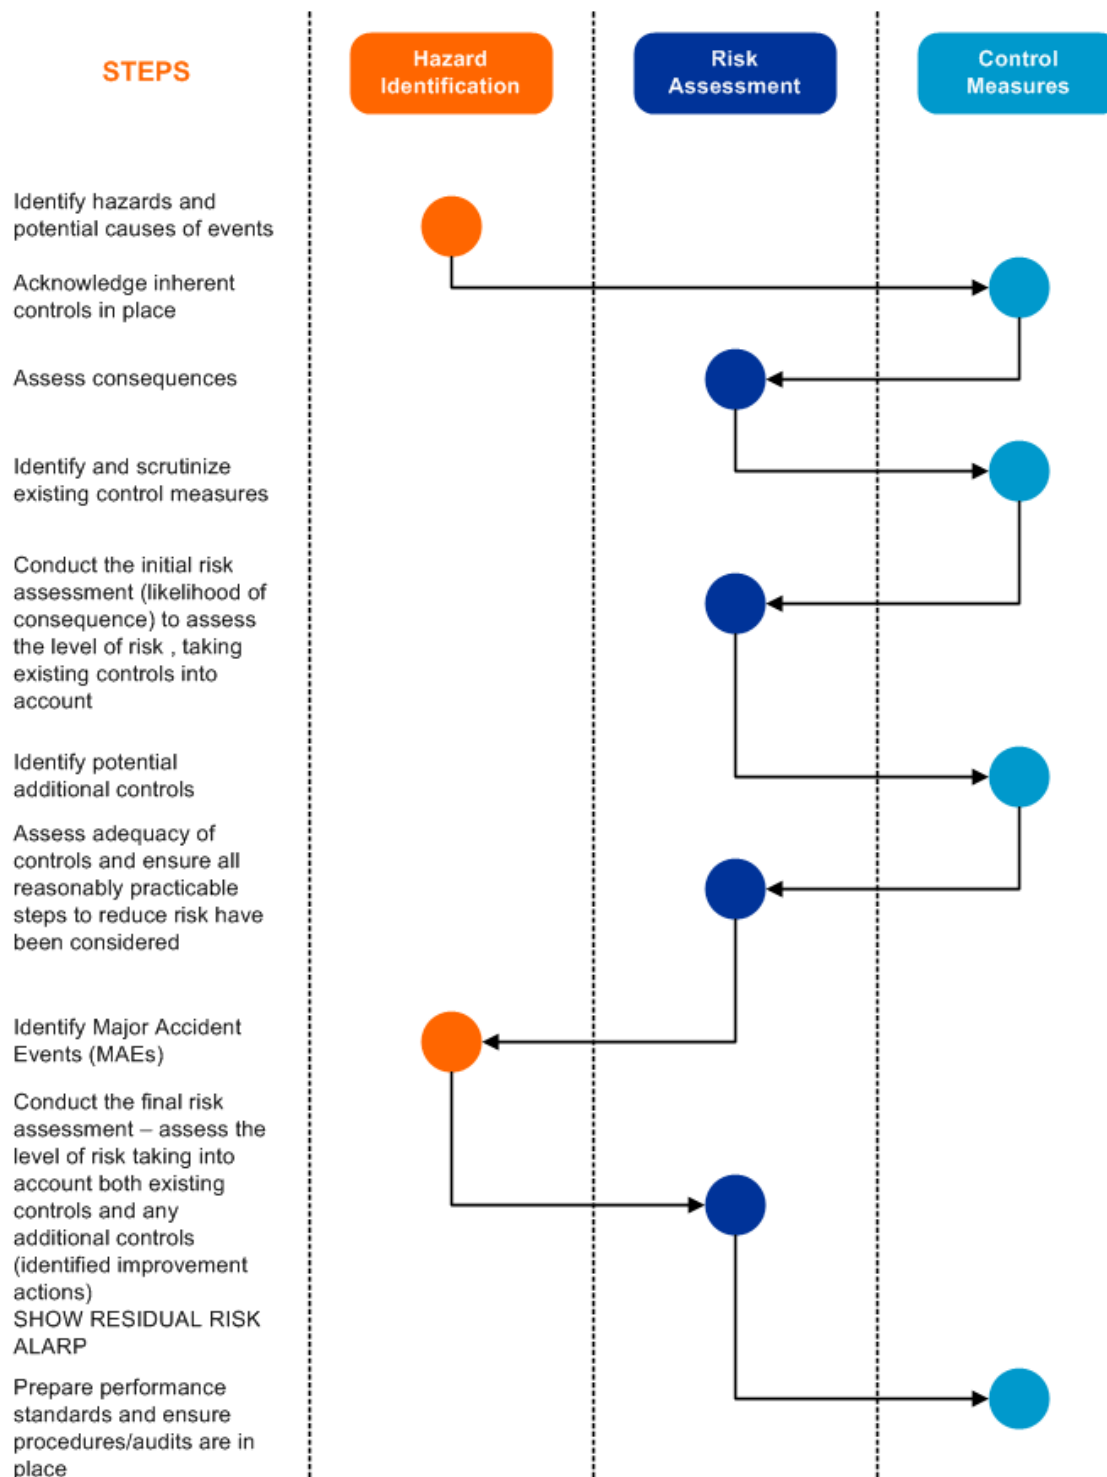 STEPS
Hazard
Identification
Risk
Assessment
Control
Measures
Identify hazards and
potential causes of events
Acknowledge inherent
controls in place
Assess consequences
Identify and scrutinize
existing control measures
Conduct the initial risk
assessment (likelihood of
consequence) to assess
the level of risk , taking
existing controls into
account
Identify potential
additional controls
Assess adequacy of
controls and ensure all
reasonably practicable
steps to reduce risk have
been considered
Identify Major Accident
Events (MAEs)
Conduct the final risk
assessment – assess the
level of risk taking into
account both existing
controls and any
additional controls
(identified improvement
actions)
SHOW RESIDUAL RISK
ALARP
Prepare performance
standards and ensure
procedures/audits are in
place